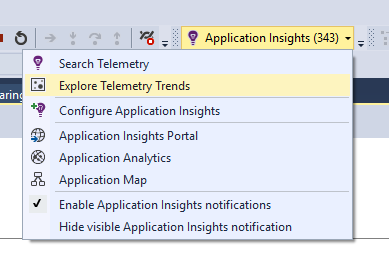 Application Insights (343)
Search Telemetry
Explore Telemetry Trends
aring
Configure Application Insights
Application Insights Portal
Application Analytics
Application Map
Enable Application Insights notifications
Hide visible Application Insights notification